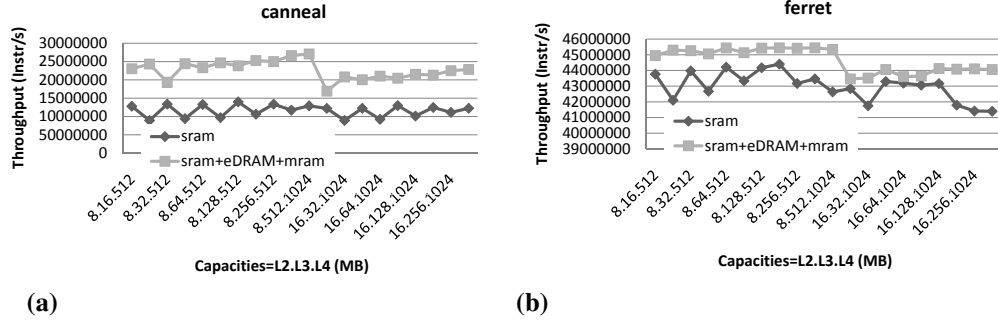 canneal
Throughput (Instr/s)
30000000
25000000
20000000
15000000
10000000
50000000
0
sram
sram+eDRAM+mram
8.16.512
8.32.512
8.64.512
8.128.512
8.256.512
8.512.1024
16.32.1024
16.64.1024
16.128.1024
16.256.1024
Capacities=L2.L3.L4 (MB)
(a)
ferret
Throughput (Instr/s)
46000000
45000000
44000000
43000000
42000000
41000000
40000000
39000000
sram
sram+eDRAM+mram
8.16.512
8.32.512
8.64.512
8.128.512
8.256.512
8.512.1024
16.32.1024
16.64.1024
16.128.1024
16.256.1024
Capacities=L2.L3.L4 (MB)
(b)